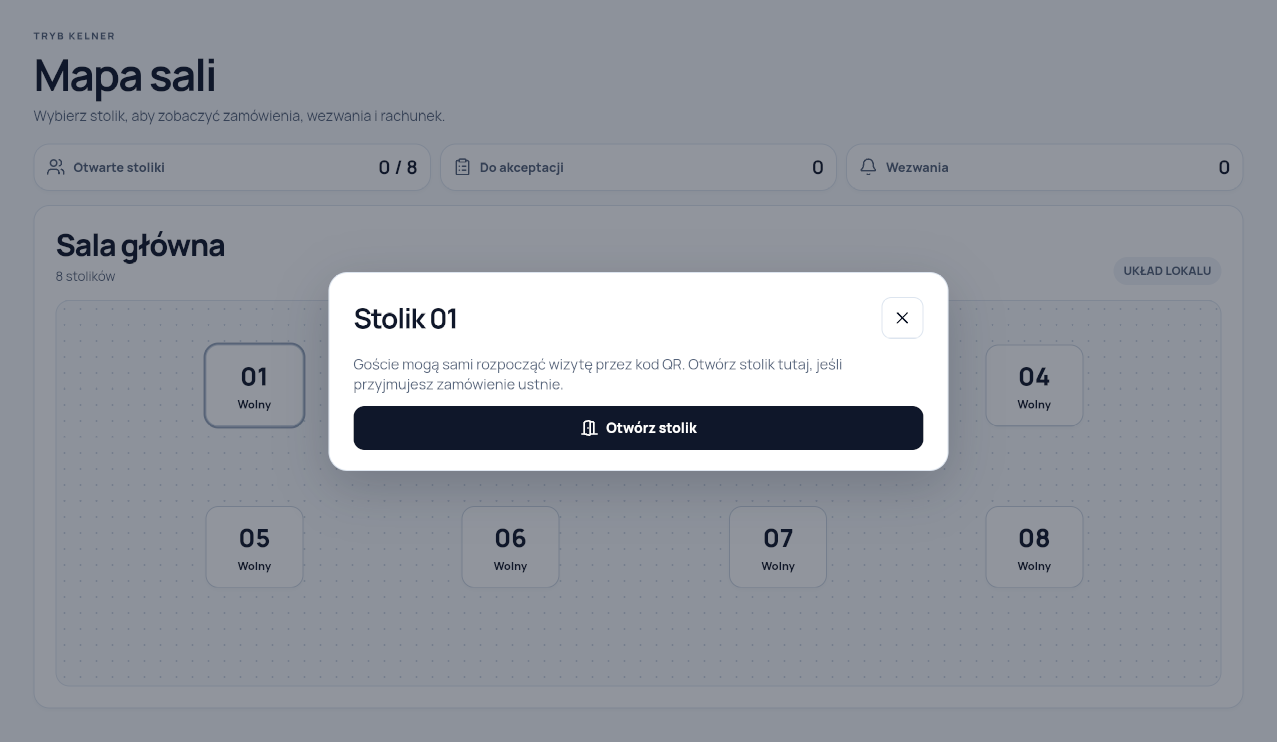 TRYB KELNER
Mapa sali
Wybierz stolik, aby zobaczyć zamówienia, wezwania i rachunek.
Otwarte stoliki 0 / 8
Do akceptacji 0
Wezwania 0
Sala główna
8 stolików
UKŁAD LOKALU
Stolik 01
Goście mogą sami rozpocząć wizytę przez kod QR. Otwórz stolik tutaj, jeśli
przyjmujesz zamówienie ustnie.
Otwórz stolik
01
Wolny
04
Wolny
05
Wolny
06
Wolny
07
Wolny
08
Wolny